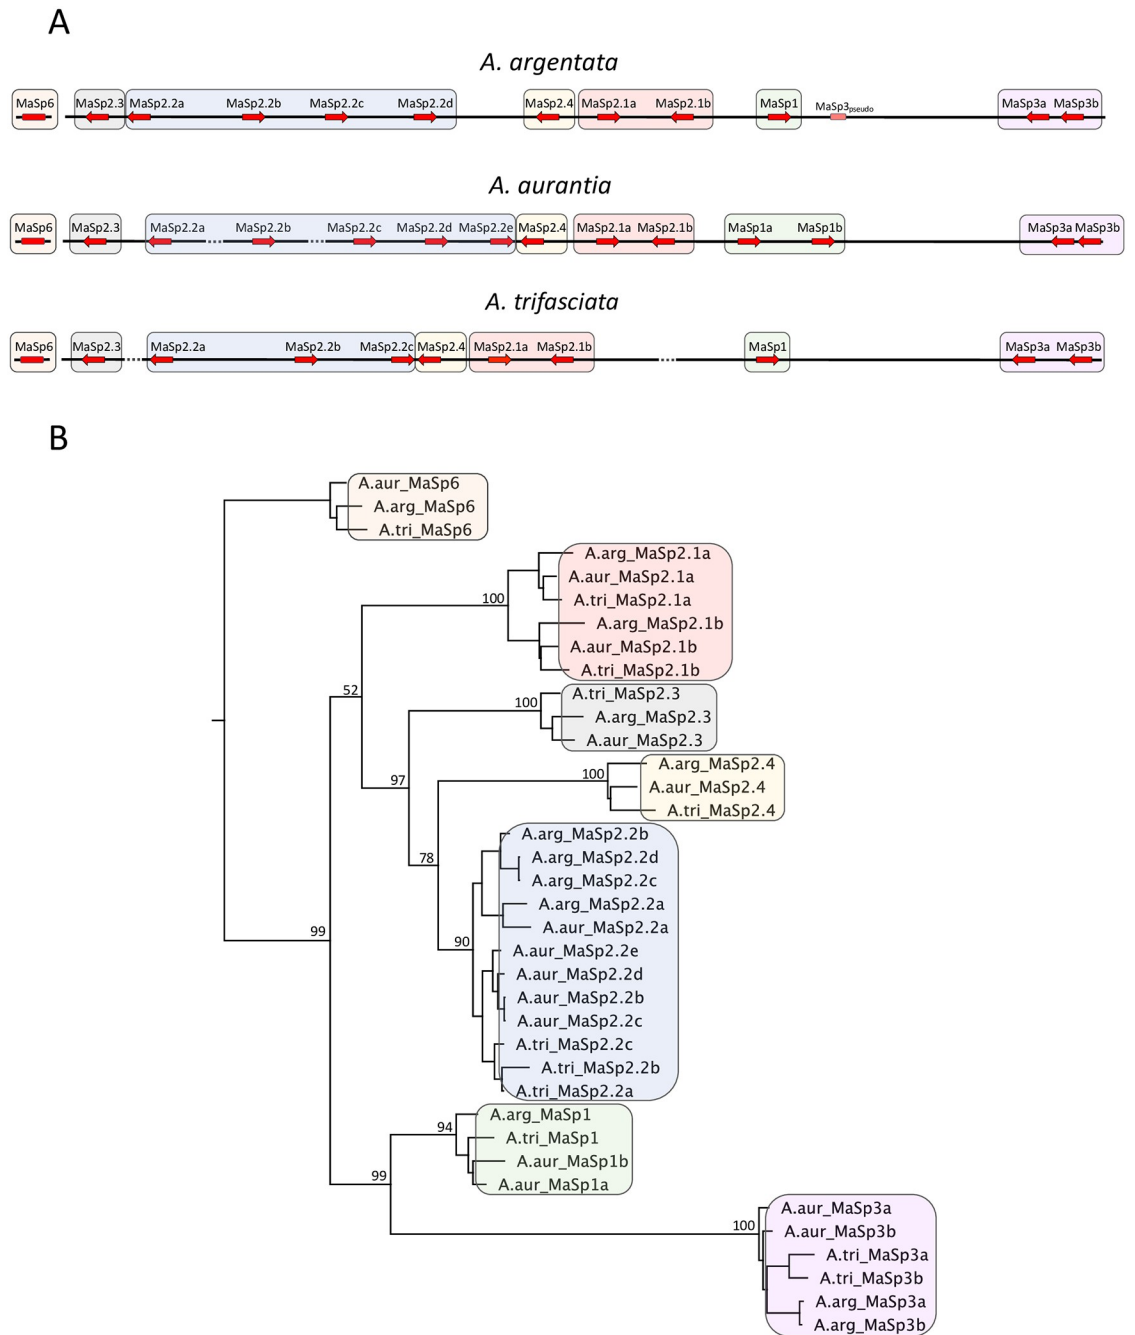 A
A. argentata
MaSp6 MaSp2.3 MaSp2.2a MaSp2.2b MaSp2.2c MaSp2.2d MaSp2.4 MaSp2.1a MaSp2.1b MaSp1 MaSp3pseudo MaSp3a MaSp3b
A. aurantia
MaSp6 MaSp2.3 MaSp2.2a MaSp2.2b MaSp2.2c MaSp2.2d MaSp2.2e MaSp2.4 MaSp2.1a MaSp2.1b MaSp1a MaSp1b MaSp3a MaSp3b
A. trifasciata
MaSp6 MaSp2.3 MaSp2.2a MaSp2.2b MaSp2.2c MaSp2.4 MaSp2.1a MaSp2.1b MaSp1 MaSp3a MaSp3b
B
A.aur_MaSp6
A.arg_MaSp6
A.tri_MaSp6
A.arg_MaSp2.1a
A.aur_MaSp2.1a
100 A.tri_MaSp2.1a
A.arg_MaSp2.1b
A.aur_MaSp2.1b
A.tri_MaSp2.1b
52 A.tri_MaSp2.3
100 A.arg_MaSp2.3
A.aur_MaSp2.3
A.arg_MaSp2.4
97 100 A.aur_MaSp2.4
A.tri_MaSp2.4
A.arg_MaSp2.2b
78 A.arg_MaSp2.2d
A.arg_MaSp2.2c
A.arg_MaSp2.2a
99 A.aur_MaSp2.2a
90 A.aur_MaSp2.2e
A.aur_MaSp2.2d
A.aur_MaSp2.2b
A.aur_MaSp2.2c
A.tri_MaSp2.2c
A.tri_MaSp2.2b
A.tri_MaSp2.2a
A.arg_MaSp1
94 A.tri_MaSp1
A.aur_MaSp1b
99 A.aur_MaSp1a
A.aur_MaSp3a
100 A.aur_MaSp3b
A.tri_MaSp3a
A.tri_MaSp3b
A.arg_MaSp3a
A.arg_MaSp3b